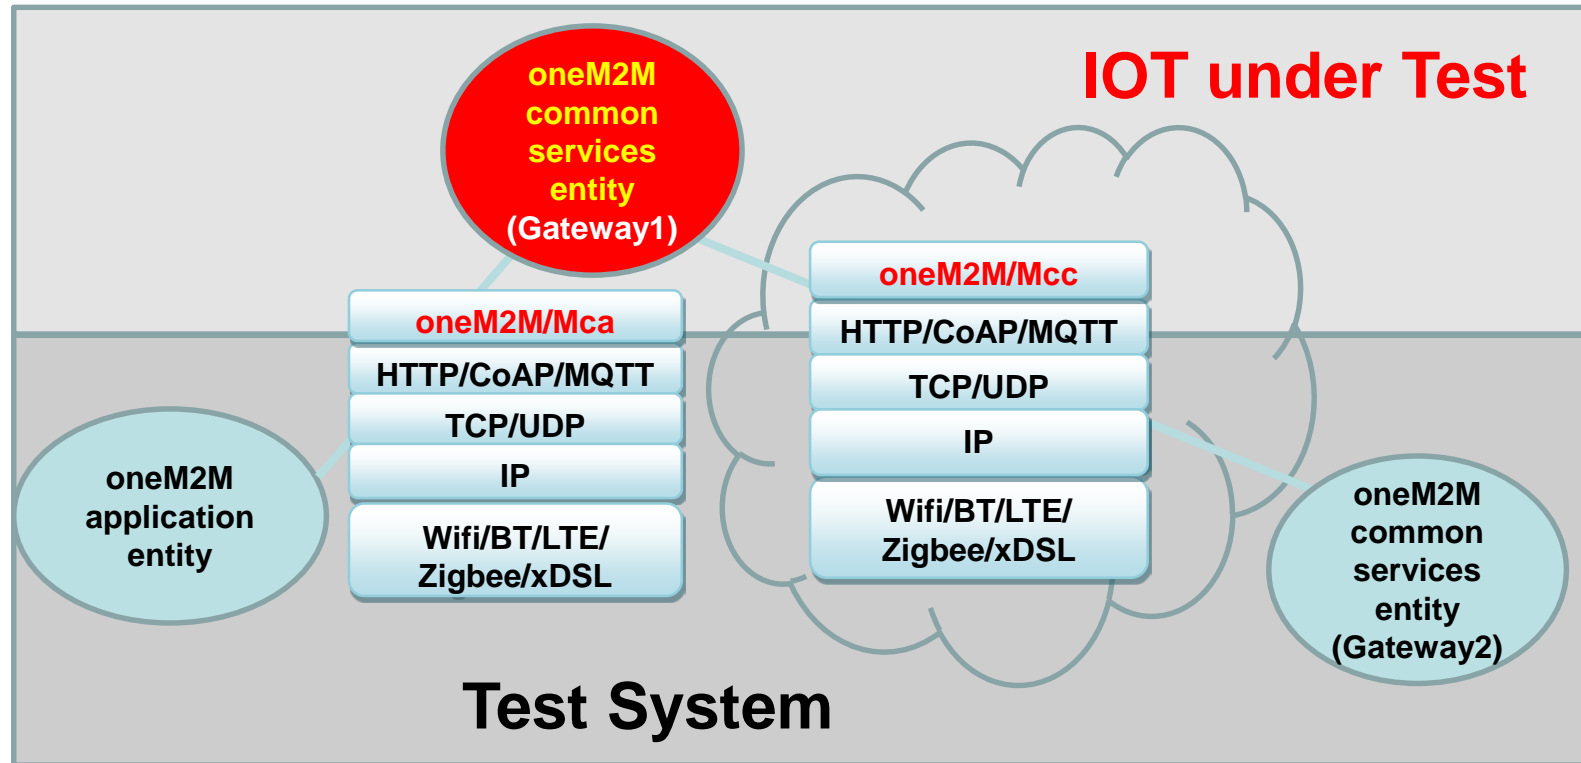 IOT under Test
oneM2M
common
services
entity
(Gateway1)
oneM2M/Mca
HTTP/CoAP/MQTT
TCP/UDP
IP
Wifi/BT/LTE/
Zigbee/xDSL
oneM2M/Mcc
HTTP/CoAP/MQTT
TCP/UDP
IP
Wifi/BT/LTE/
Zigbee/xDSL
oneM2M
application
entity
oneM2M
common
services
entity
(Gateway2)
Test System